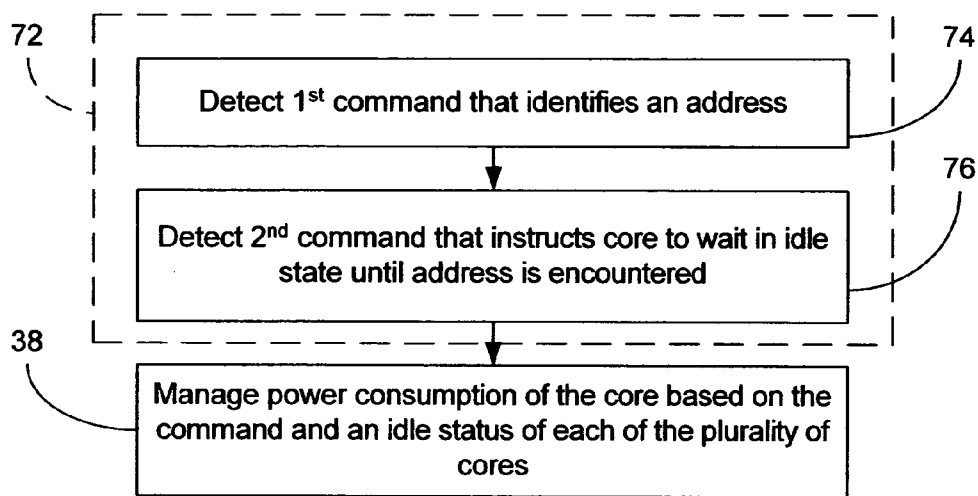 72
74
Detect 1st command that identifies an address
76
Detect 2nd command that instructs core to wait in idle
state until address is encountered
38
Manage power consumption of the core based on the
command and an idle status of each of the plurality of
cores